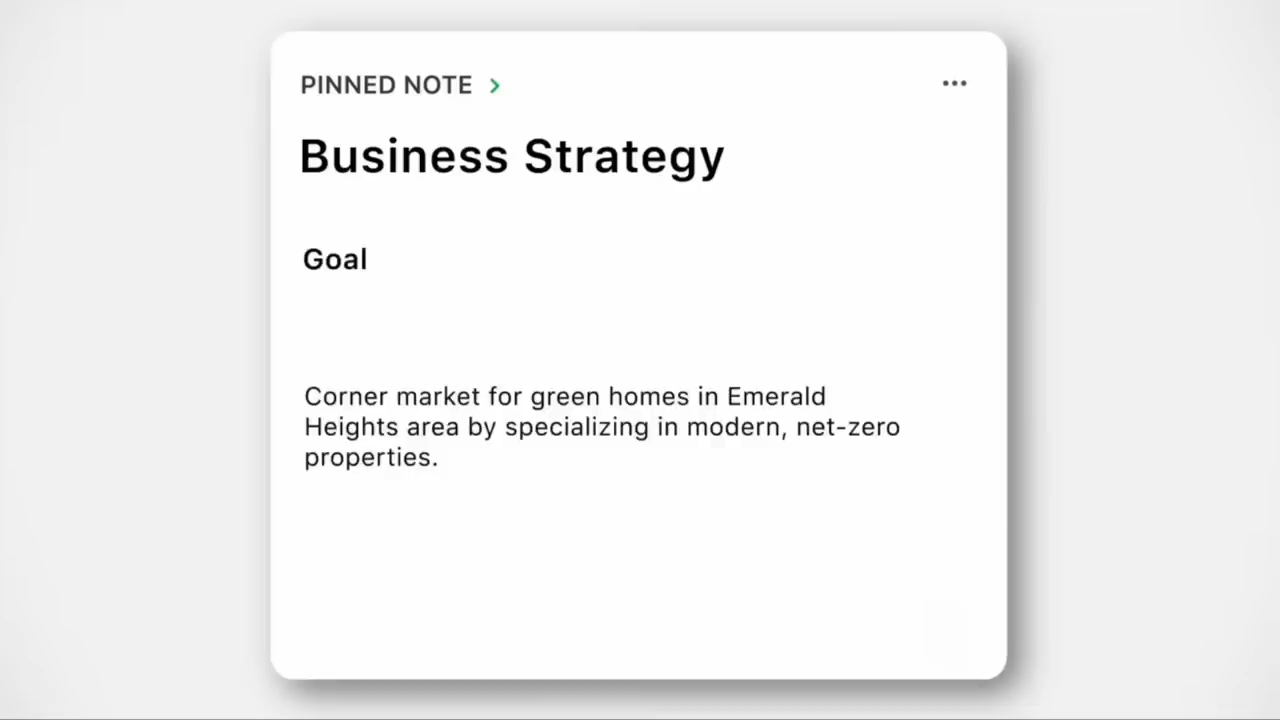 PINNED NOTE
Business Strategy
Goal
Corner market for green homes in Emerald
Heights area by specializing in modern, net-zero
properties.